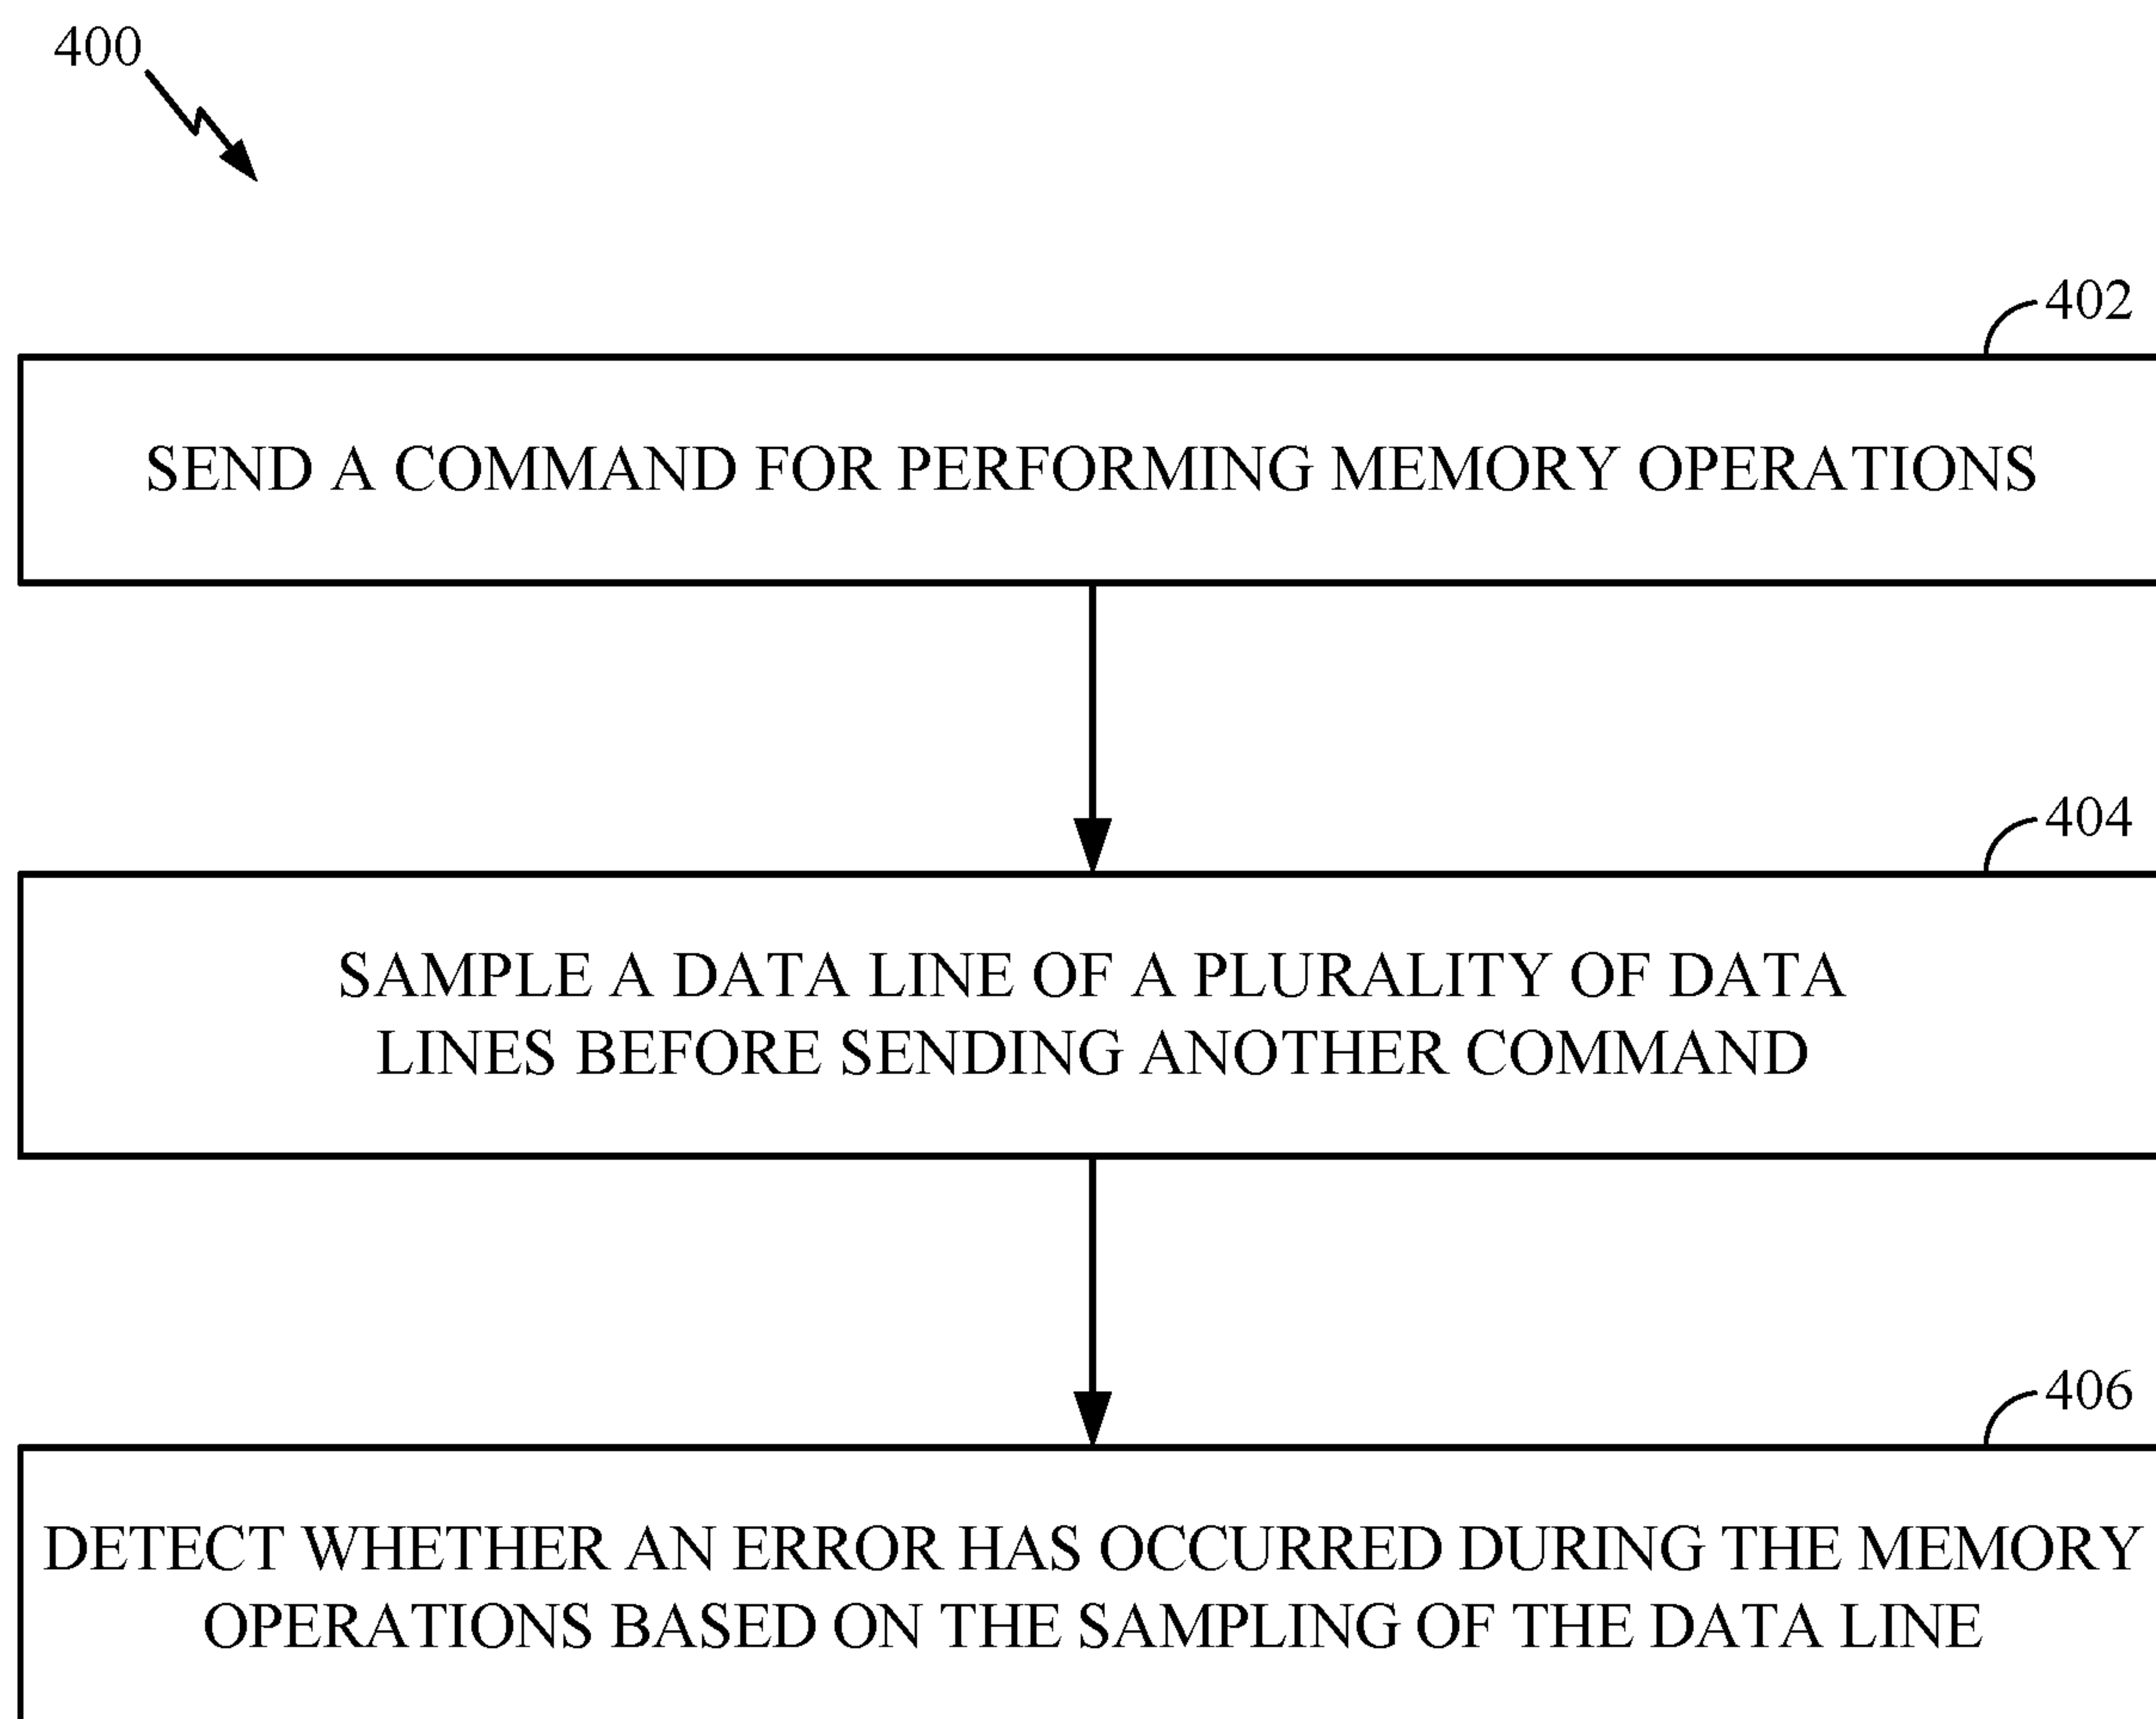 400
402
SEND A COMMAND FOR PERFORMING MEMORY OPERATIONS
404
SAMPLE A DATA LINE OF A PLURALITY OF DATA
LINES BEFORE SENDING ANOTHER COMMAND
406
DETECT WHETHER AN ERROR HAS OCCURRED DURING THE MEMORY
OPERATIONS BASED ON THE SAMPLING OF THE DATA LINE